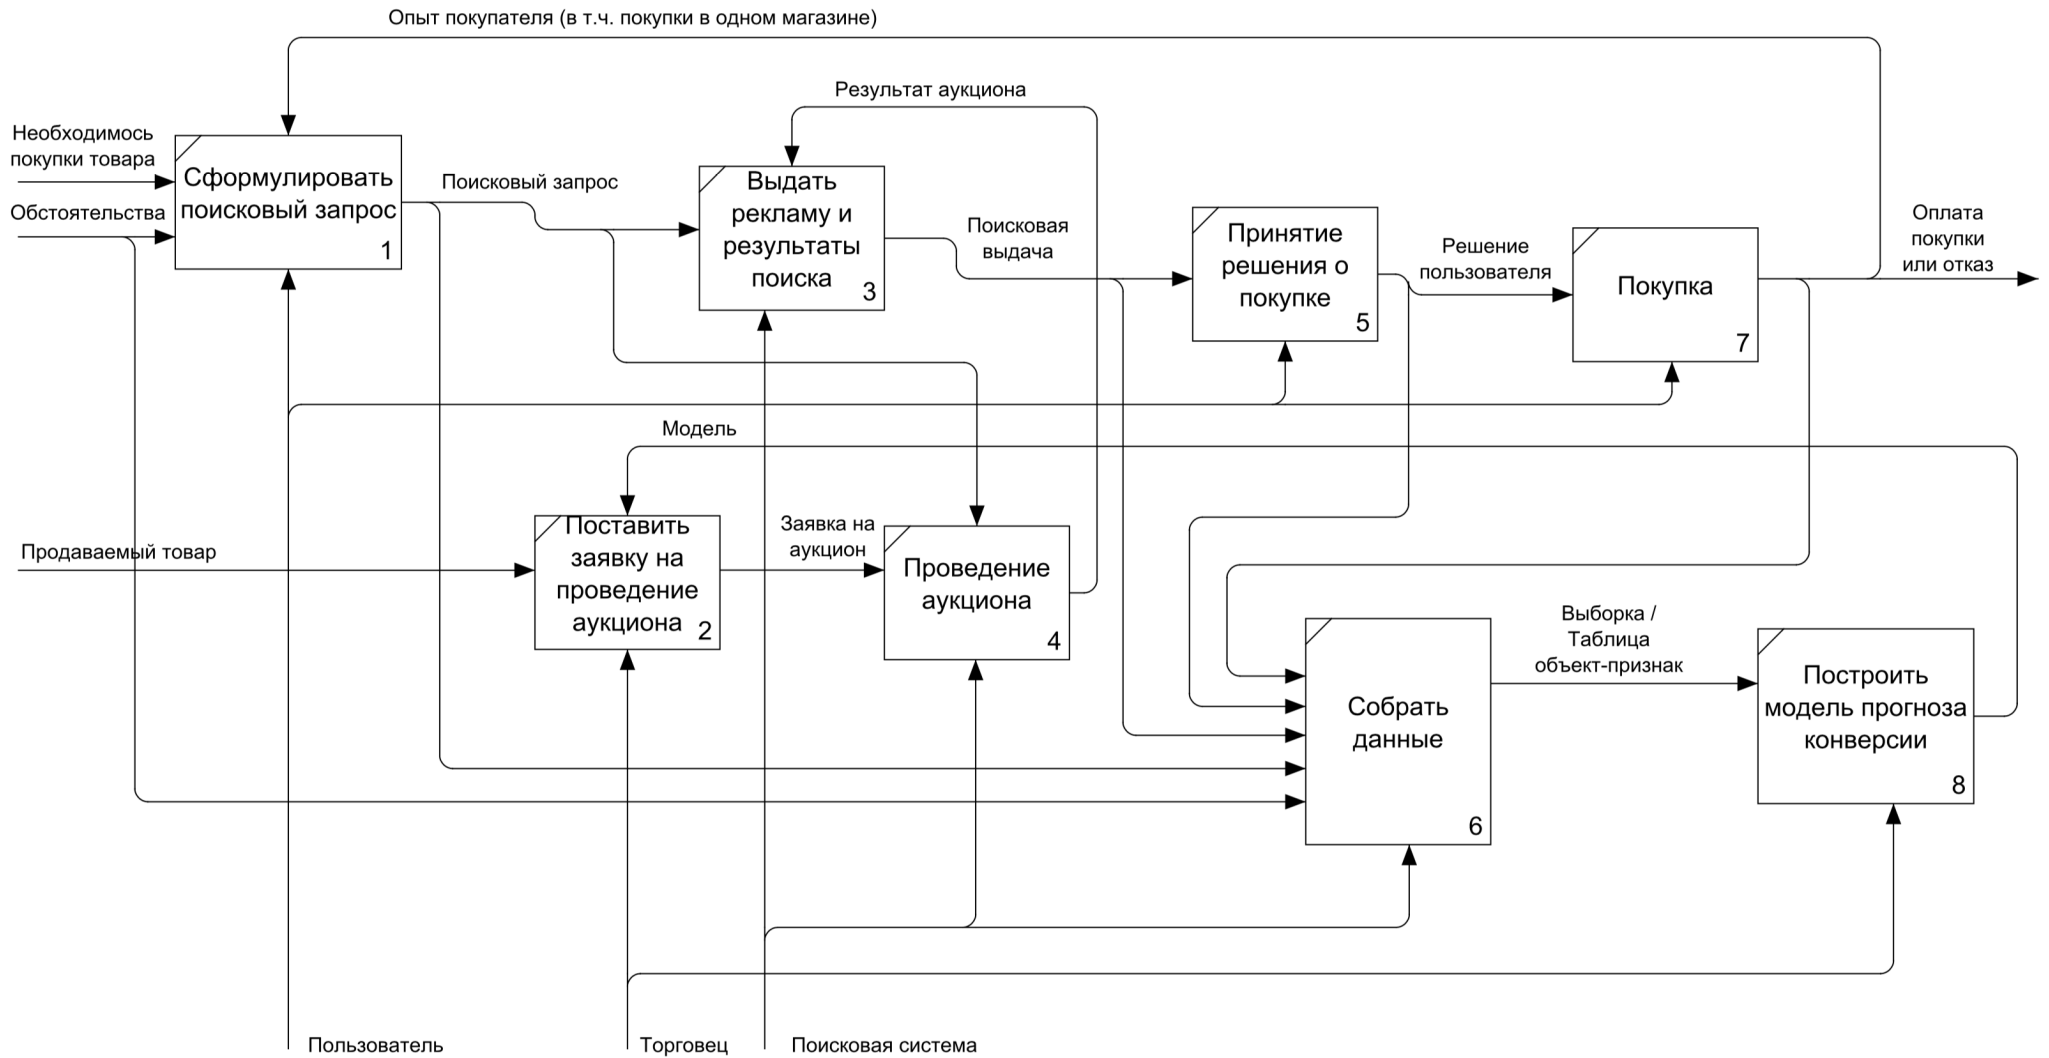 Опыт покупателя (в т.ч. покупки в одном магазине)
Результат аукциона
Необходимось
покупки товара
Обстоятельства
Сформулировать
поисковый запрос
1
Поисковый запрос
Выдать
рекламу и
результаты
поиска
3
Поисковая
выдача
Принятие
решения о
покупке
5
Решение
пользователя
Покупка
7
Оплата
покупки
или отказ
Модель
Продаваемый товар
Поставить
заявку на
проведение
аукциона
2
Заявка на
аукцион
Проведение
аукциона
4
Собрать
данные
6
Выборка /
Таблица
объект-признак
Построить
модель прогноза
конверсии
8
Пользователь
Торговец
Поисковая система